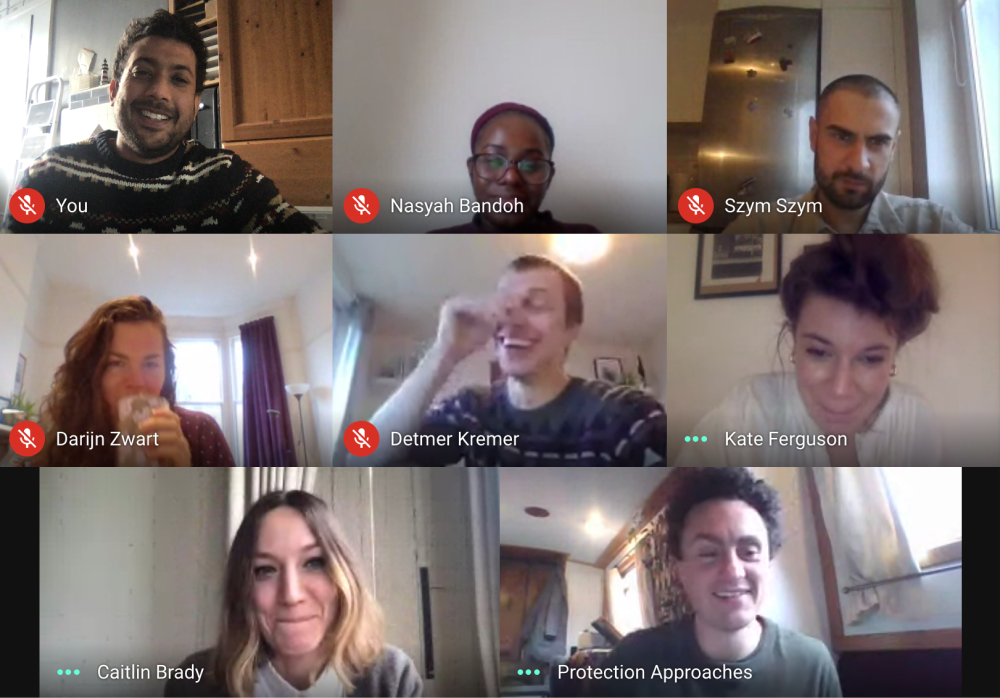 You
Nasyah Bandoh
Szym Szym
Darijn Zwart
Detmer Kremer
Kate Ferguson
Caitlin Brady
Protection Approaches